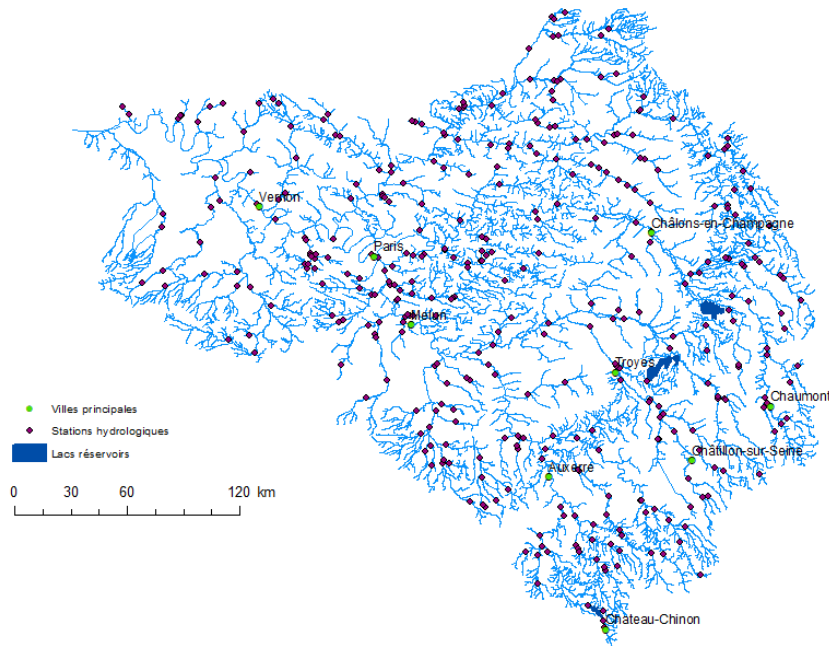 Vernon
Châlons-en-Champagne
Paris
Melun
Troyes
Chaumont
Villes principales
Stations hydrologiques
Lacs réservoirs
Châtillon-sur-Seine
Auxerre
0 30 60 120 km
Château-Chinon